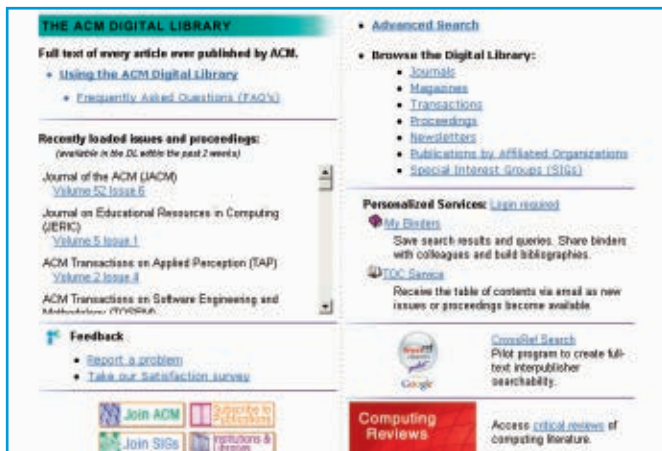 THE ACM DIGITAL LIBRARY
Full text of every article ever published by ACM.
• Using the ACM Digital Library
• Frequently Asked Questions (FAQ's)
Recently loaded issues and proceedings:
(available in the DL within the past 2 weeks)
Journal of the ACM (JACM)
Volume 52 Issue 6
Journal on Educational Resources in Computing
(JERIC)
Volume 5 Issue 1
ACM Transactions on Applied Perception (TAP)
Volume 2 Issue 4
ACM Transactions on Software Engineering and
Methodology (TOSEM)
Feedback
• Report a problem
• Take our Satisfaction survey
Join ACM
Subscribe to
Publications
Join SIGs
Institutions &
Libraries
• Advanced Search
• Browse the Digital Library:
• Journals
• Magazines
• Transactions
• Proceedings
• Newsletters
• Publications by Affiliated Organizations
• Special Interest Groups (SIGs)
Personalized Services: Login required
My Binders
Save search results and queries. Share binders
with colleagues and build bibliographies.
TOC Service
Receive the table of contents via email as new
issues or proceedings become available.
Google
CrossRef Search
Pilot program to create full-
text interpublisher
searchability.
Computing
Reviews
Access critical reviews of
computing literature.